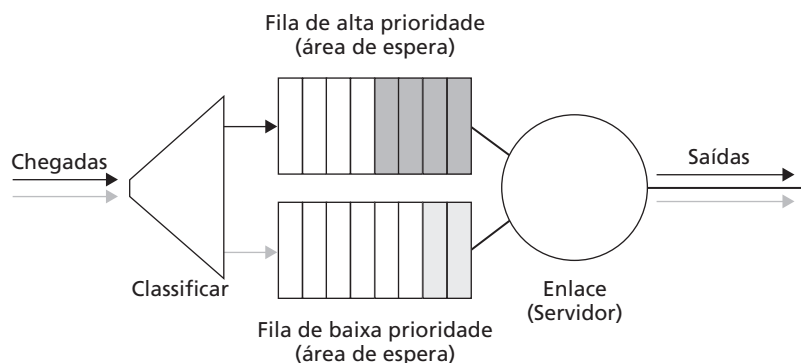 Fila de alta prioridade
(área de espera)
Chegadas
Saídas
Classificar
Enlace
(Servidor)
Fila de baixa prioridade
(área de espera)